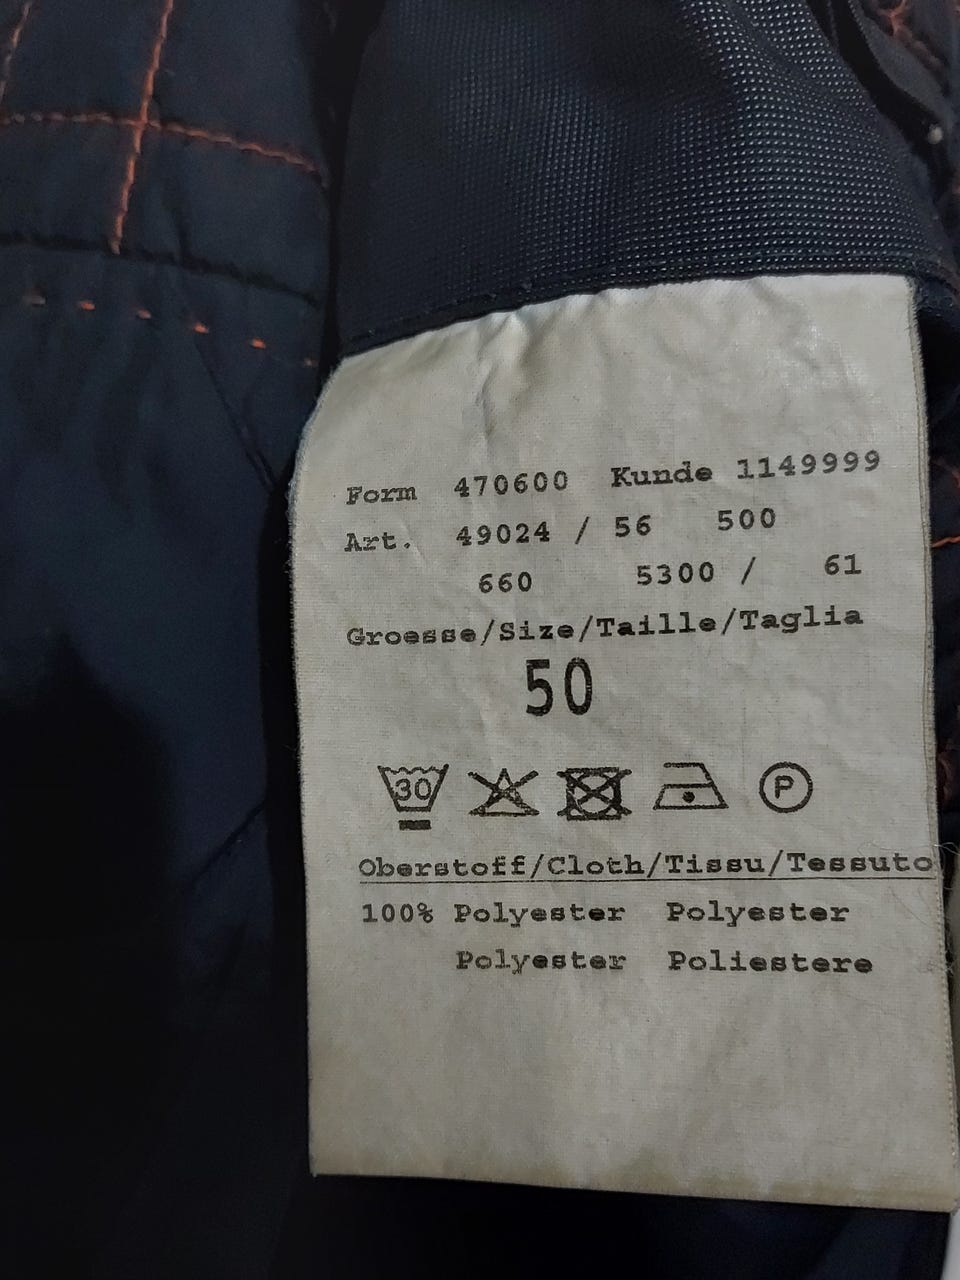 Form 470600 Kunde 1149999
Art. 49024 / 56 500
660 5300 / 61
Groesse/Size/Taille/Taglia
50
30 P
Oberstoff/Cloth/Tissu/Tessuto
100% Polyester Polyester
Polyester Poliestere